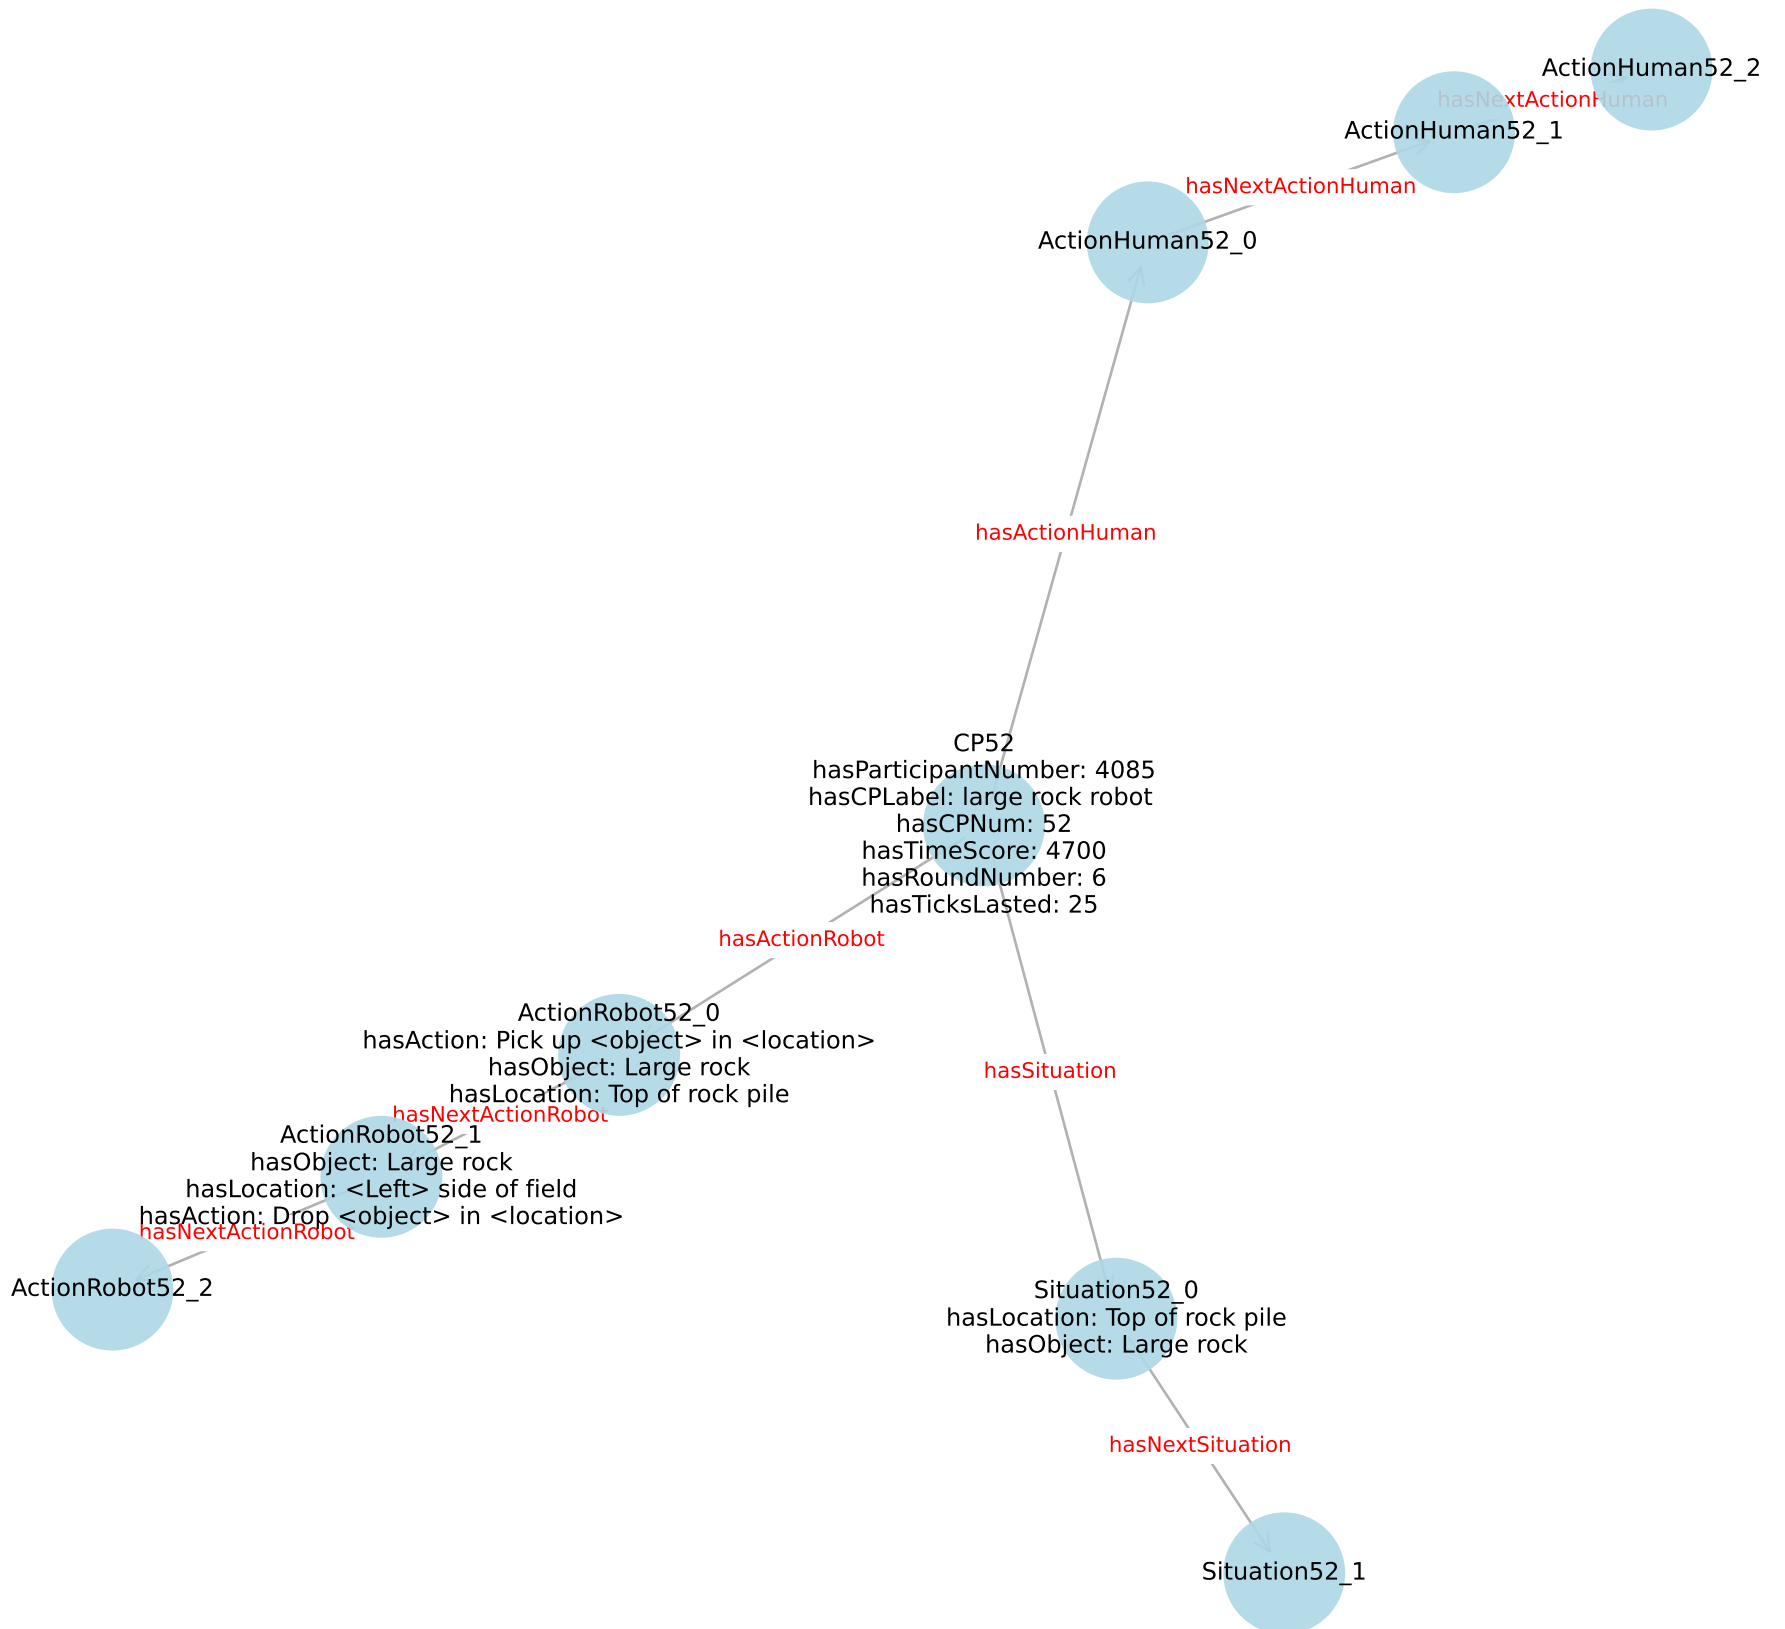 ActionHuman52_2
hasNextActionHuman
ActionHuman52_1
hasNextActionHuman
ActionHuman52_0
hasActionHuman
CP52
hasParticipantNumber: 4085
hasCPLabel: large rock robot
hasCPNum: 52
hasTimeScore: 4700
hasRoundNumber: 6
hasTicksLasted: 25
hasActionRobot
ActionRobot52_0
hasAction: Pick up <object> in <location>
hasObject: Large rock
hasLocation: Top of rock pile
hasNextActionRobot
ActionRobot52_1
hasObject: Large rock
hasLocation: <Left> side of field
hasAction: Drop <object> in <location>
hasNextActionRobot
ActionRobot52_2
hasSituation
Situation52_0
hasLocation: Top of rock pile
hasObject: Large rock
hasNextSituation
Situation52_1